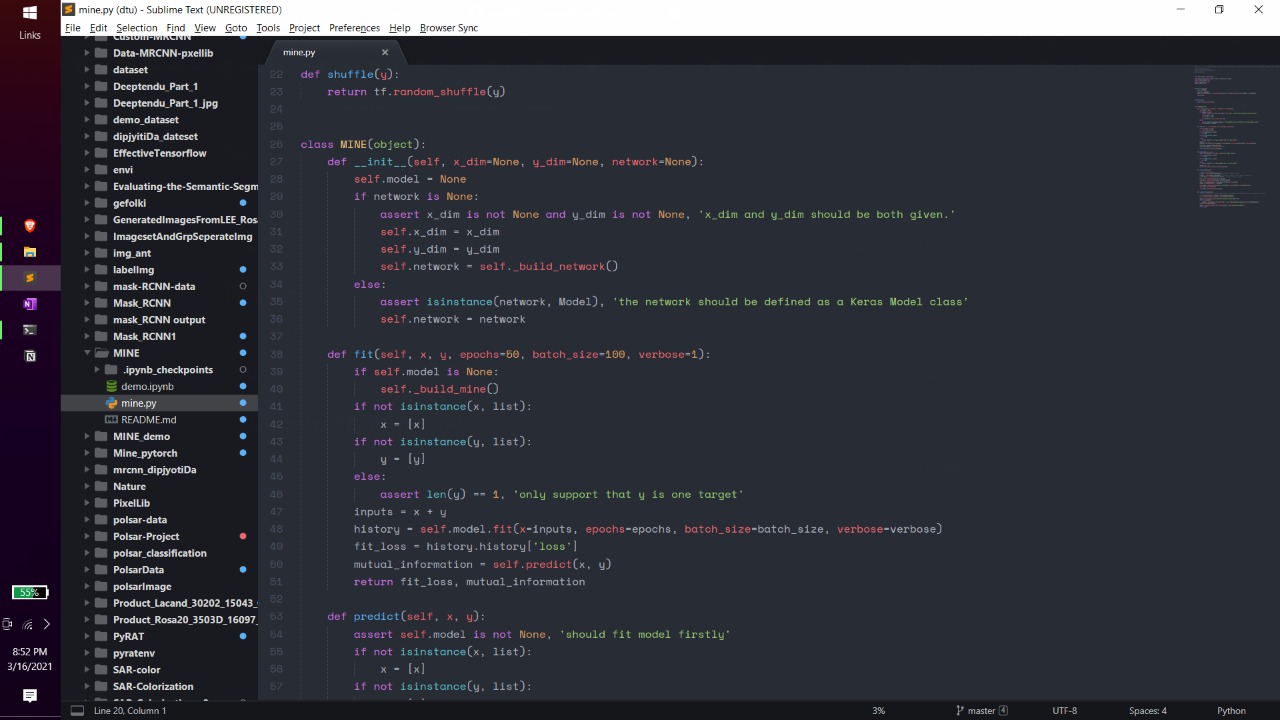 mine.py (dtu) - Sublime Text (UNREGISTERED)
Links
File Edit Selection Find View Goto Tools Project Preferences Help Browser Sync
Custom-MRCNN
Data-MRCNN-pxellib
dataset
Deeptendu_Part_1
Deeptendu_Part_1_jpg
demo_dataset
dipjyitiDa_dateset
EffectiveTensorflow
envi
Evaluating-the-Semantic-Segm
gefolki
GeneratedImagesFromLEE_Rosa
ImagesetAndGrpSeperateImg
img_ant
labelImg
mask-RCNN-data
Mask_RCNN
mask_RCNN output
Mask_RCNN1
MINE
.ipynb_checkpoints
demo.ipynb
mine.py
README.md
MINE_demo
Mine_pytorch
mrcnn_dipjyotiDa
Nature
PixelLib
polsar-data
Polsar-Project
polsar_classification
PolsarData
polsarImage
Product_Lacand_30202_15043_
Product_Rosa20_3503D_16097_
PyRAT
pyratenv
SAR-color
SAR-Colorization
mine.py
22 def shuffle(y):
23 return tf.random_shuffle(y)
24
25
26 class MINE(object):
27 def __init__(self, x_dim=None, y_dim=None, network=None):
28 self.model = None
29 if network is None:
30 assert x_dim is not None and y_dim is not None, 'x_dim and y_dim should be both given.'
31 self.x_dim = x_dim
32 self.y_dim = y_dim
33 self.network = self._build_network()
34 else:
35 assert isinstance(network, Model), 'the network should be defined as a Keras Model class'
36 self.network = network
37
38 def fit(self, x, y, epochs=50, batch_size=100, verbose=1):
39 if self.model is None:
40 self._build_mine()
41 if not isinstance(x, list):
42 x = [x]
43 if not isinstance(y, list):
44 y = [y]
45 else:
46 assert len(y) == 1, 'only support that y is one target'
47 inputs = x + y
48 history = self.model.fit(x=inputs, epochs=epochs, batch_size=batch_size, verbose=verbose)
49 fit_loss = history.history['loss']
50 mutual_information = self.predict(x, y)
51 return fit_loss, mutual_information
52
53 def predict(self, x, y):
54 assert self.model is not None, 'should fit model firstly'
55 if not isinstance(x, list):
56 x = [x]
57 if not isinstance(y, list):
55%
8:52 PM
3/16/2021
Line 20, Column 1
3%
master 4
UTF-8
Spaces: 4
Python